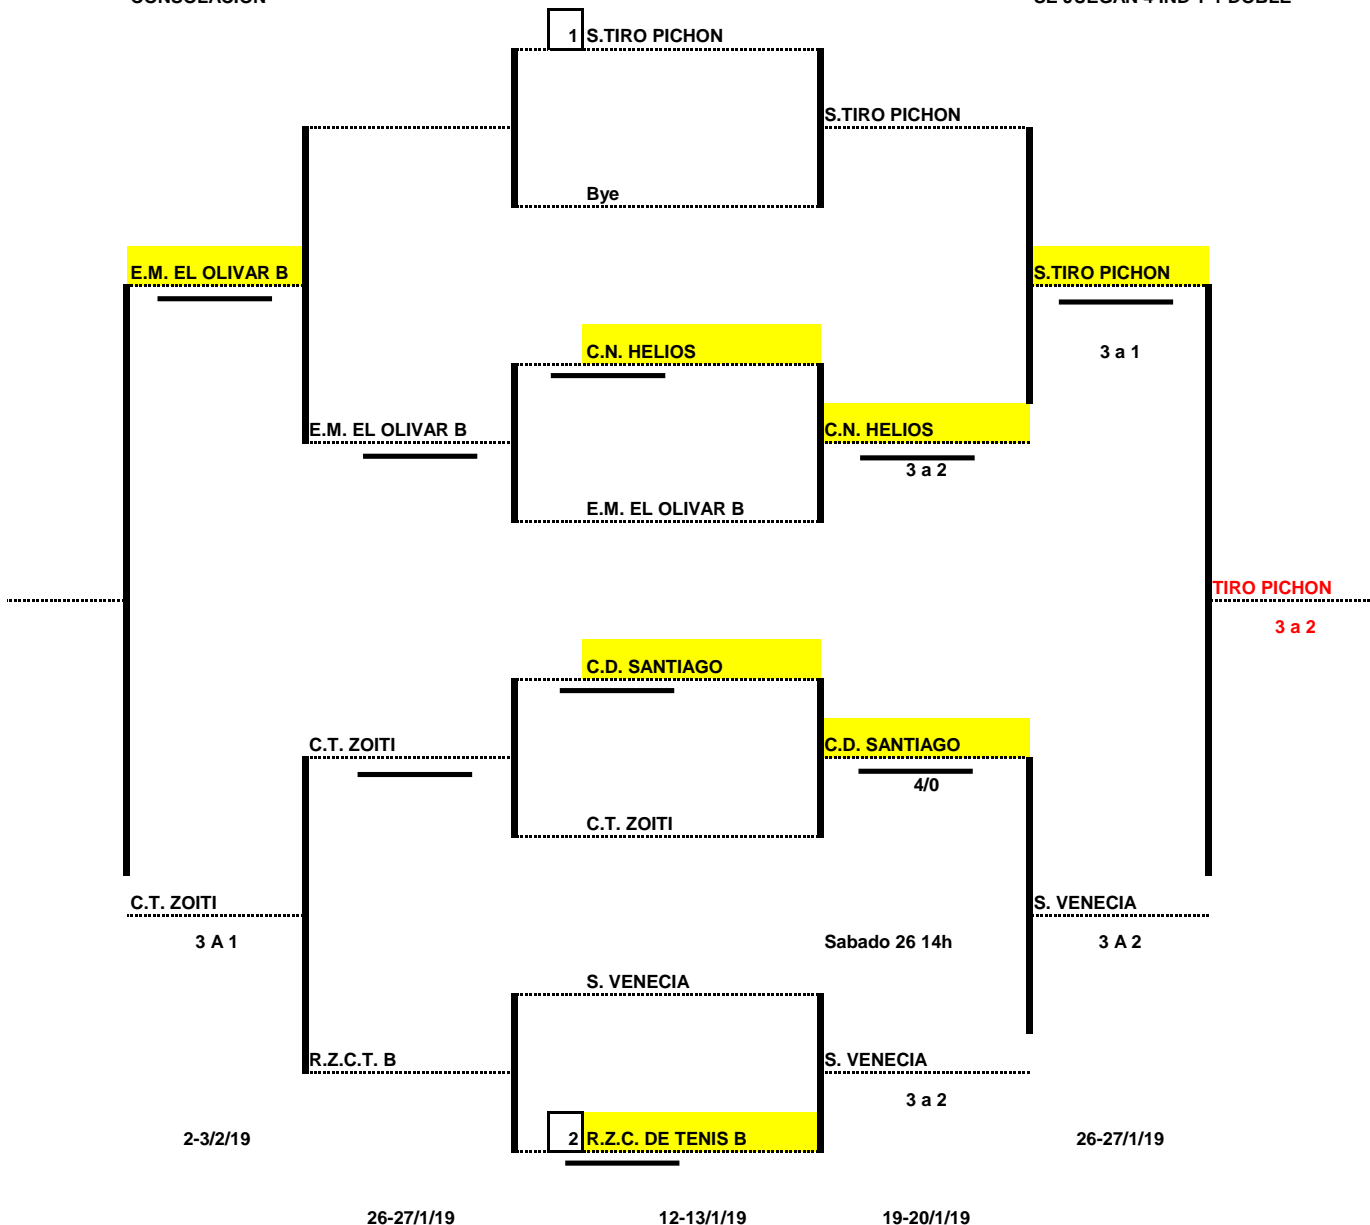 1 S.TIRO PICHON
S.TIRO PICHON
Bye
E.M. EL OLIVAR B
S.TIRO PICHON
C.N. HELIOS
3 a 1
E.M. EL OLIVAR B
C.N. HELIOS
3 a 2
E.M. EL OLIVAR B
TIRO PICHON
3 a 2
C.D. SANTIAGO
C.T. ZOITI
C.D. SANTIAGO
4/0
C.T. ZOITI
C.T. ZOITI
S. VENECIA
3 A 1
Sabado 26 14h
3 A 2
S. VENECIA
R.Z.C.T. B
S. VENECIA
3 a 2
2-3/2/19
2 R.Z.C. DE TENIS B
26-27/1/19
26-27/1/19
12-13/1/19
19-20/1/19